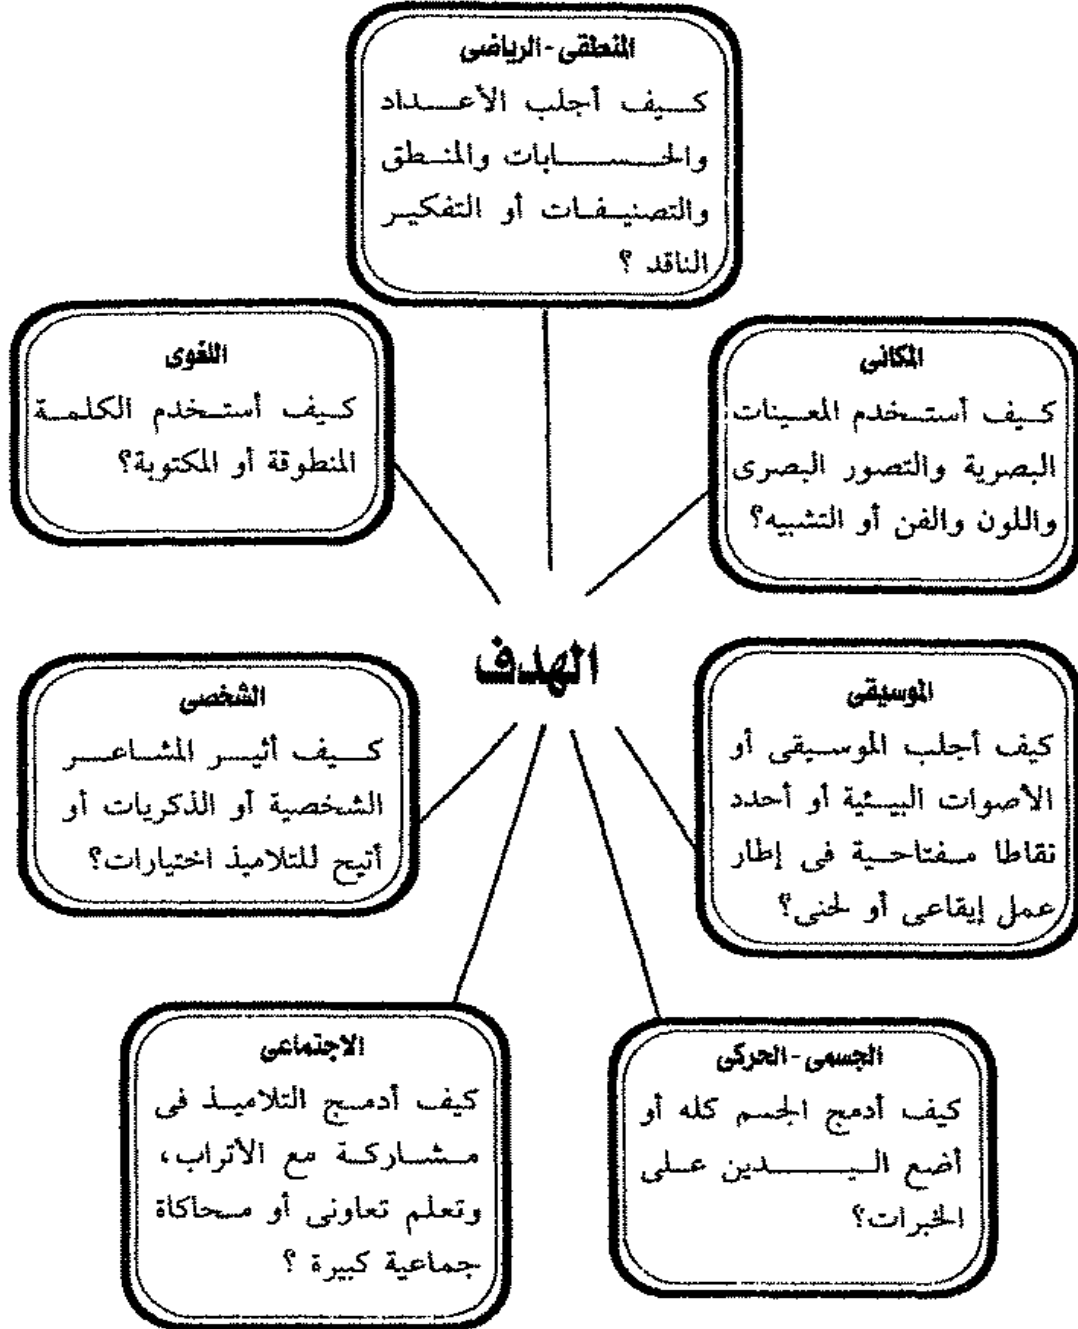 المنطقى - الرياضى
كيف أجلب الأعداد
والحسابات والمنطق
والتصنيفات أو التفكير
الناقد ؟
المكانى
كيف أستخدم المعينات
البصرية والتصور البصرى
واللون والفن أو التشبيه؟
اللغوى
كيف أستخدم الكلمة
المنطوقة أو المكتوبة؟
الهدف
الموسيقى
كيف أجلب الموسيقى أو
الأصوات البيئية أو أحدد
نقاطا مفتاحية فى إطار
عمل إيقاعى أو لحنى؟
الشخصى
كيف أثير المشاعر
الشخصية أو الذكريات أو
أتيح للتلاميذ اختيارات؟
الجسمى - الحركى
كيف أدمج الجسم كله أو
أضع اليدين على
الخبرات؟
الاجتماعى
كيف أدمج التلاميذ فى
مشاركة مع الأتراب،
وتعلم تعاونى أو محاكاة
جماعية كبيرة ؟